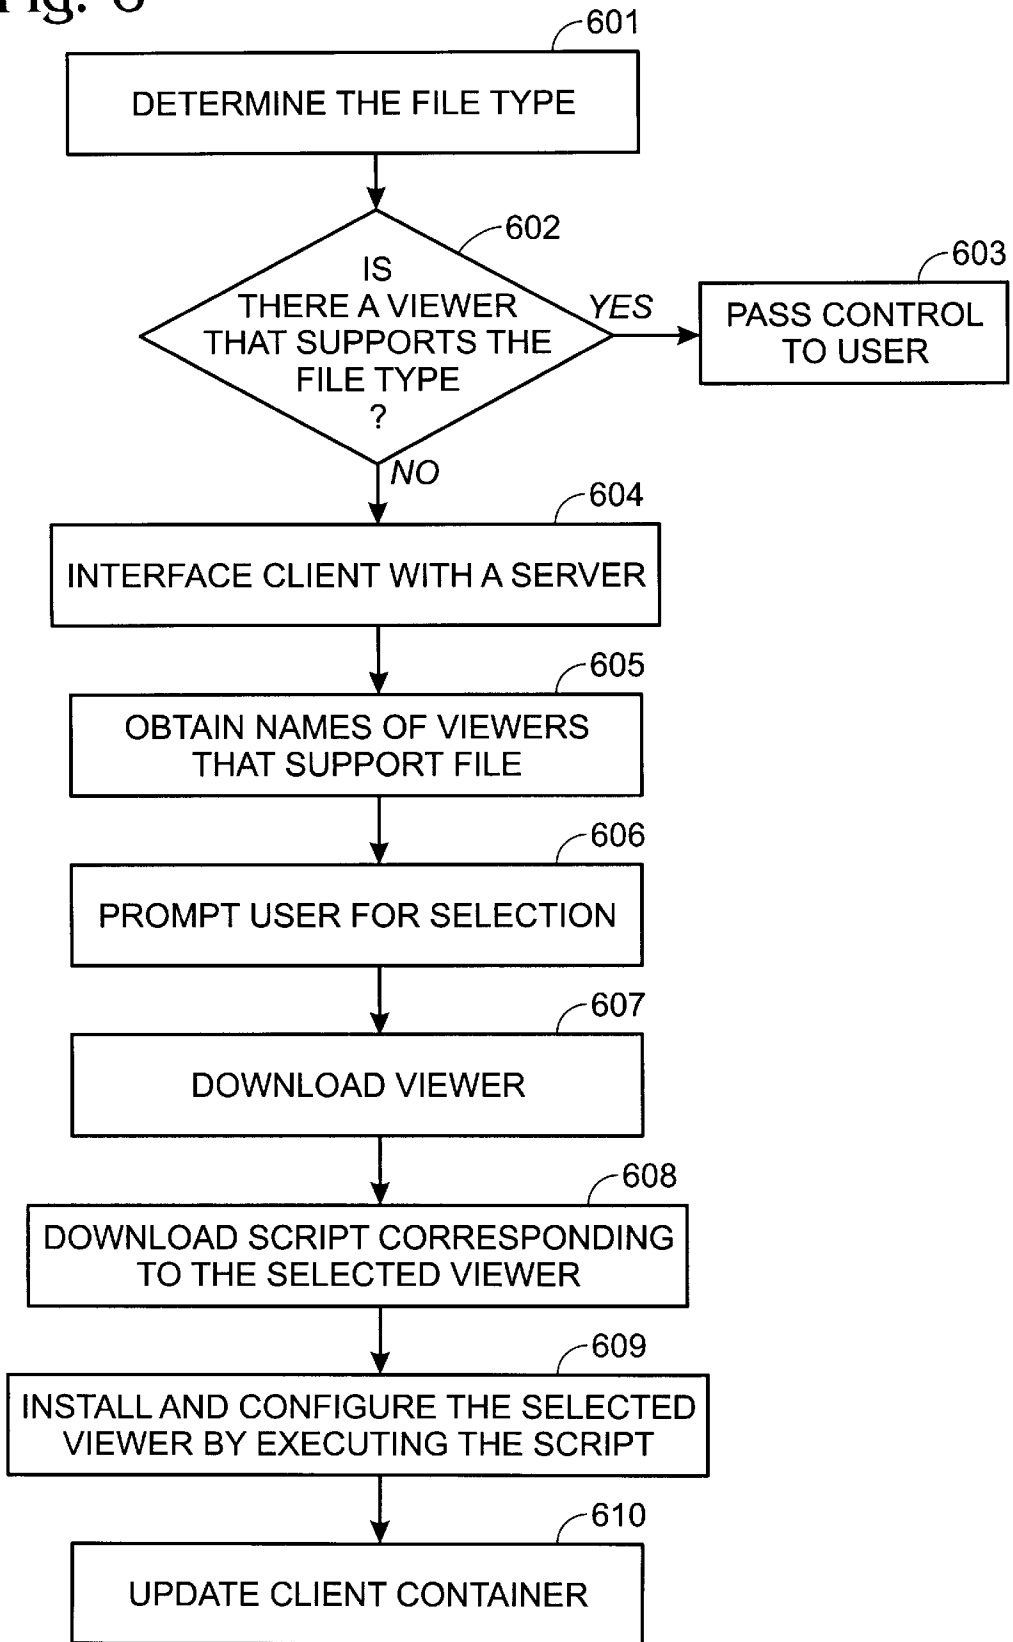 Fig. 6
601
DETERMINE THE FILE TYPE
602
IS
THERE A VIEWER
THAT SUPPORTS THE
FILE TYPE
?
YES
603
PASS CONTROL
TO USER
NO
604
INTERFACE CLIENT WITH A SERVER
605
OBTAIN NAMES OF VIEWERS
THAT SUPPORT FILE
606
PROMPT USER FOR SELECTION
607
DOWNLOAD VIEWER
608
DOWNLOAD SCRIPT CORRESPONDING
TO THE SELECTED VIEWER
609
INSTALL AND CONFIGURE THE SELECTED
VIEWER BY EXECUTING THE SCRIPT
610
UPDATE CLIENT CONTAINER